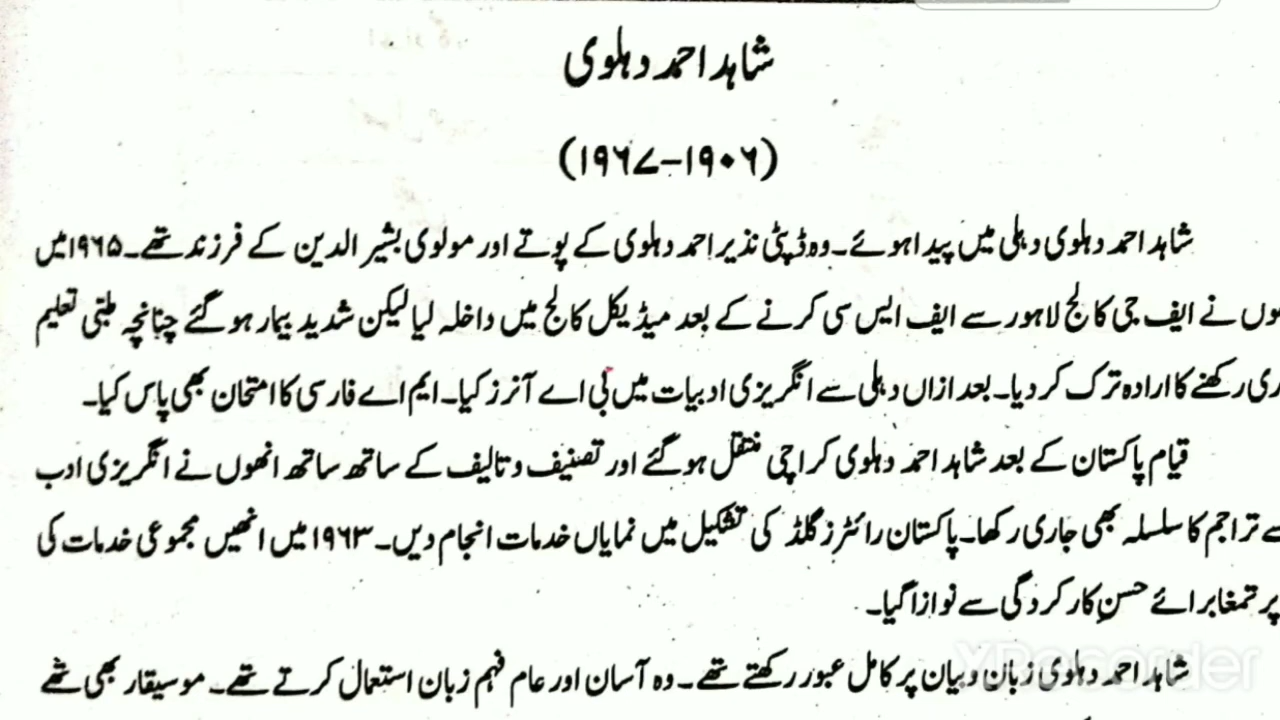 شاہد احمد دہلوی
(۱۹۰۶–۱۹۶۷)
شاہد احمد دہلوی دہلی میں پیدا ہوئے۔ وہ ڈپٹی نذیر احمد دہلوی کے پوتے اور مولوی بشیر الدین کے فرزند تھے۔ ۱۹۶۵ میں
نے ایف جی کالج لاہور سے ایف ایس سی کرنے کے بعد میڈیکل کالج میں داخلہ لیا لیکن شدید بیمار ہو گئے چنانچہ طبّی تعلیم
ری رکھنے کا ارادہ ترک کر دیا۔ بعد ازاں دہلی سے انگریزی ادبیات میں بی اے آنرز کیا۔ ایم اے فارسی کا امتحان بھی پاس کیا۔
قیام پاکستان کے بعد شاہد احمد دہلوی کراچی منتقل ہو گئے اور تصنیف و تالیف کے ساتھ ساتھ انھوں نے انگریزی ادب
سے تراجم کا سلسلہ بھی جاری رکھا۔ پاکستان رائٹرز گلڈ کی تشکیل میں نمایاں خدمات انجام دیں۔ ۱۹۶۳ میں انھیں مجموعی خدمات کی
پر تمغا برائے حسنِ کارکردگی سے نوازا گیا۔
شاہد احمد دہلوی زبان و بیان پر کامل عبور رکھتے تھے۔ وہ آسان اور عام فہم زبان استعمال کرتے تھے۔ موسیقار بھی تھے
XRecorder